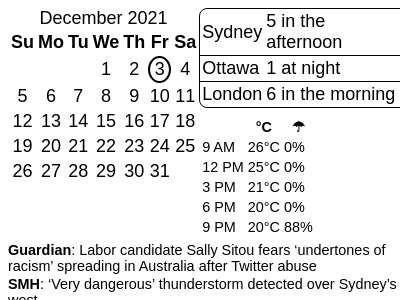 December 2021
Su Mo Tu We Th Fr Sa
1 2 3 4
5 6 7 8 9 10 11
12 13 14 15 16 17 18
19 20 21 22 23 24 25
26 27 28 29 30 31
Sydney 5 in the
afternoon
Ottawa 1 at night
London 6 in the morning
°C ☂
9 AM 26°C 0%
12 PM 25°C 0%
3 PM 21°C 0%
6 PM 20°C 0%
9 PM 20°C 88%
Guardian: Labor candidate Sally Sitou fears ‘undertones of
racism’ spreading in Australia after Twitter abuse
SMH: ‘Very dangerous’ thunderstorm detected over Sydney’s
west